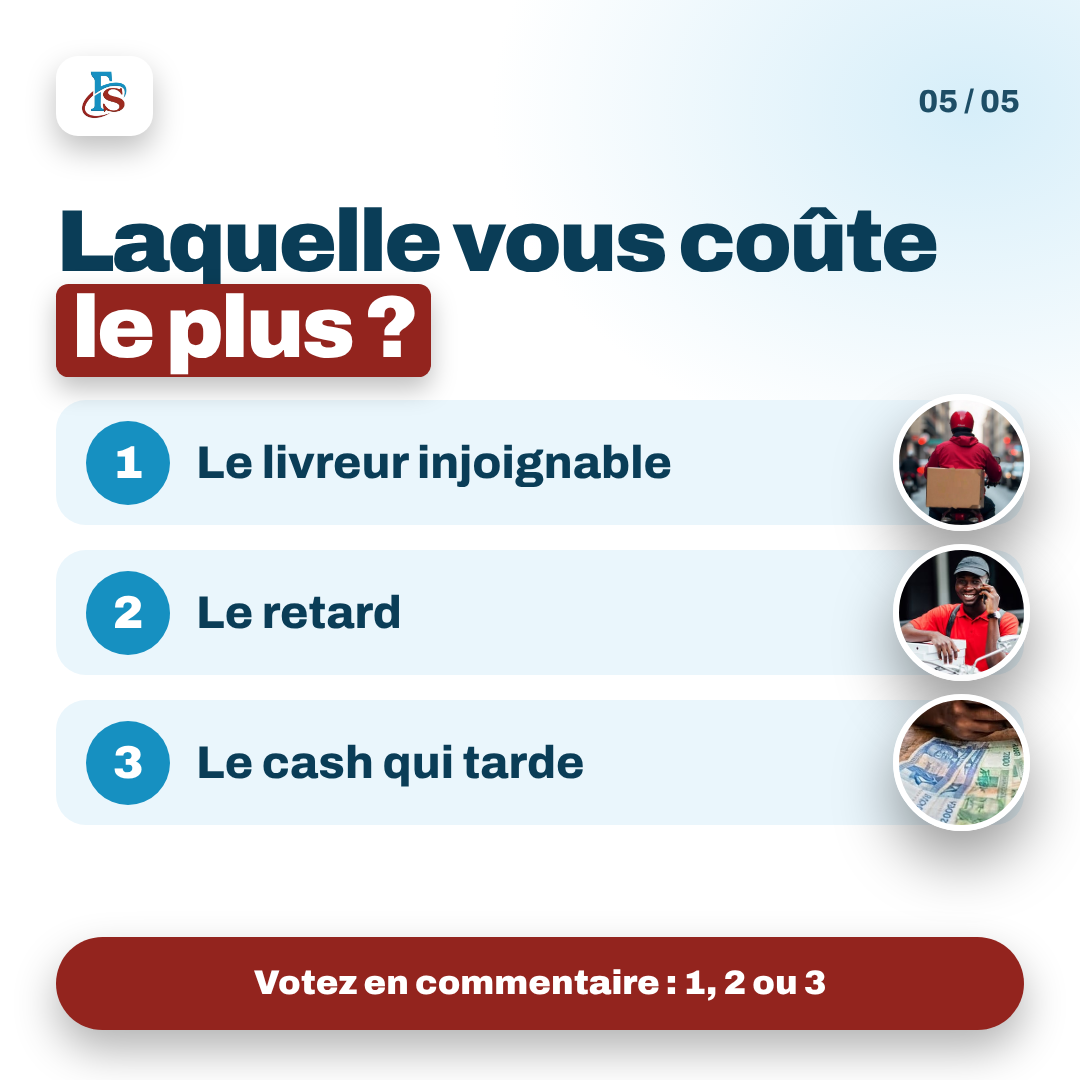 FS
05 / 05
Laquelle vous coûte
le plus ?
1 Le livreur injoignable
2 Le retard
3 Le cash qui tarde
Votez en commentaire : 1, 2 ou 3